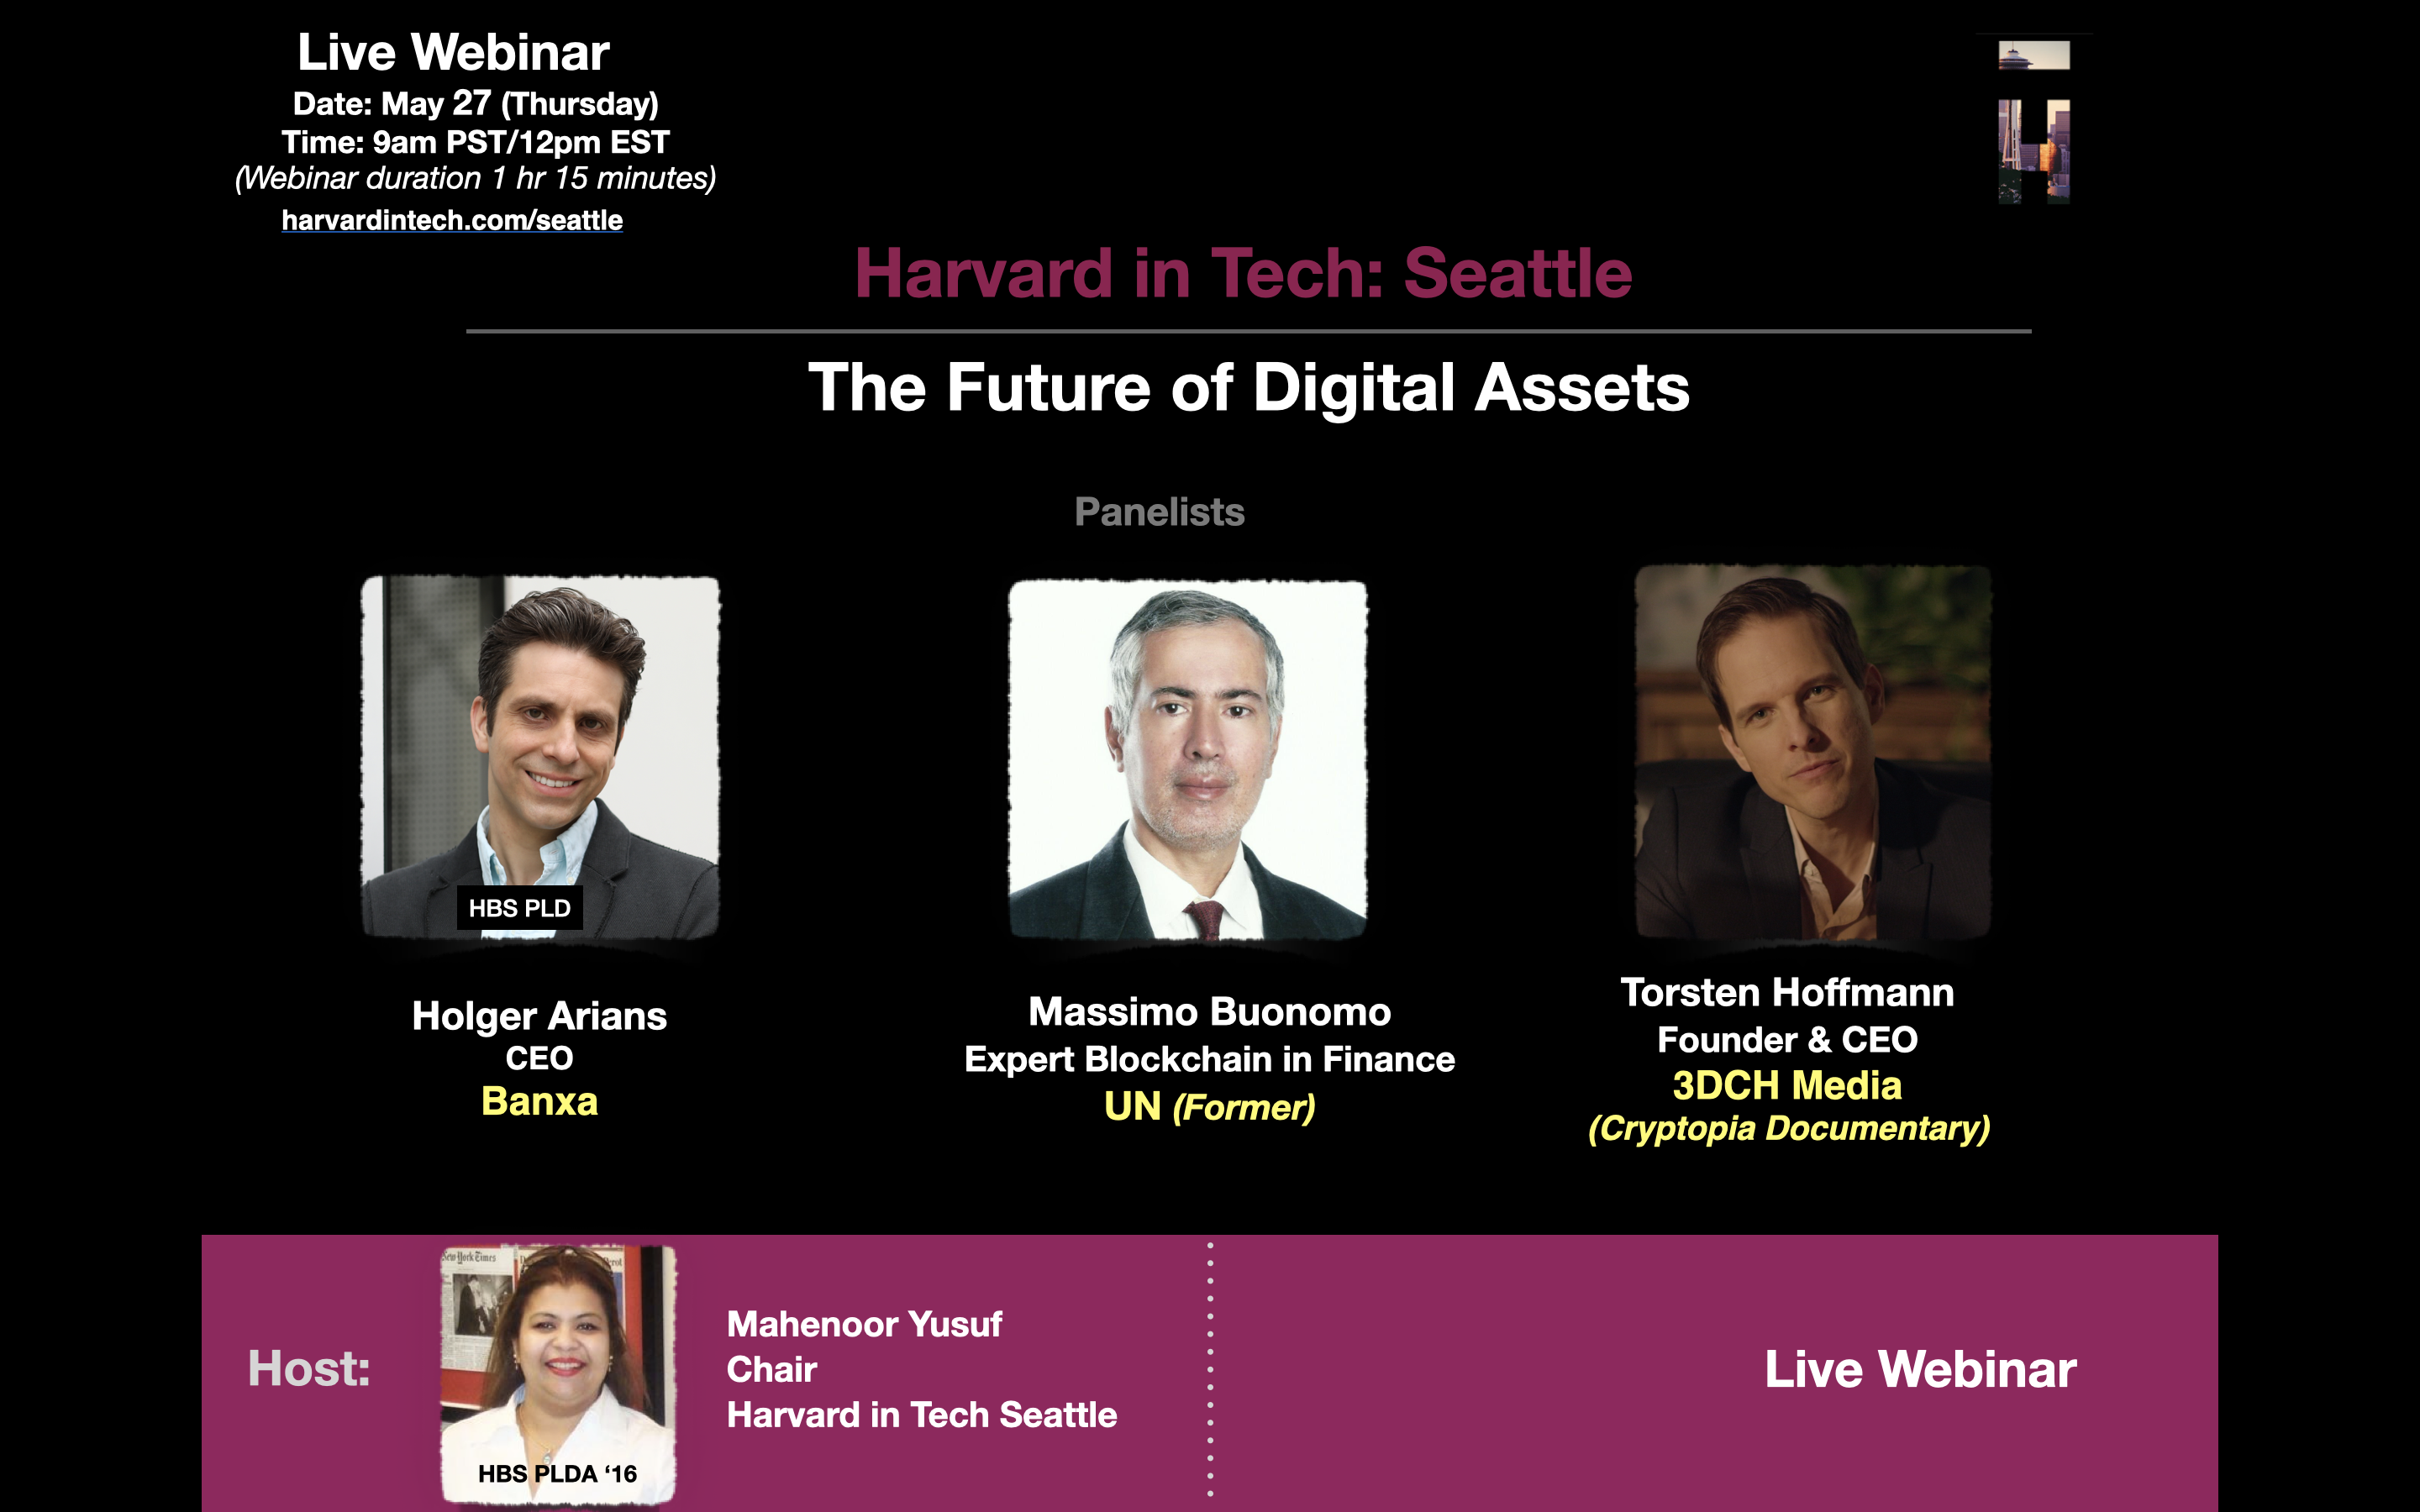 Live Webinar
Date: May 27 (Thursday)
Time: 9am PST/12pm EST
(Webinar duration 1 hr 15 minutes)
harvardintech.com/seattle
Harvard in Tech: Seattle
The Future of Digital Assets
Panelists
HBS PLD
Holger Arians
CEO
Banxa
Massimo Buonomo
Expert Blockchain in Finance
UN (Former)
Torsten Hoffmann
Founder & CEO
3DCH Media
(Cryptopia Documentary)
Host:
New York Times
HBS PLDA ‘16
Mahenoor Yusuf
Chair
Harvard in Tech Seattle
Live Webinar